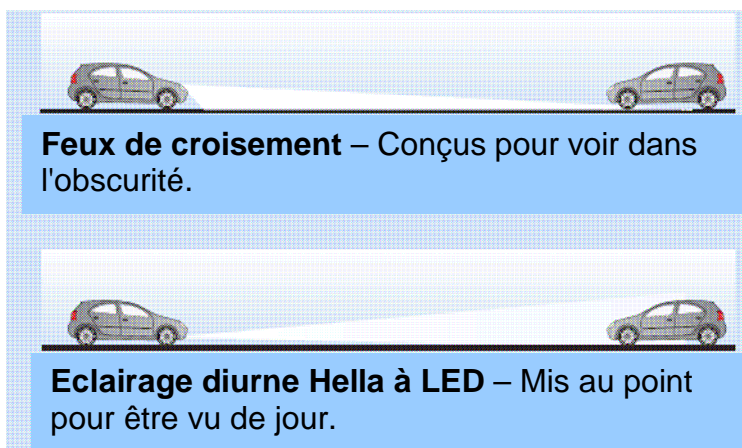 Feux de croisement – Conçus pour voir dans
l'obscurité.
Eclairage diurne Hella à LED – Mis au point
pour être vu de jour.